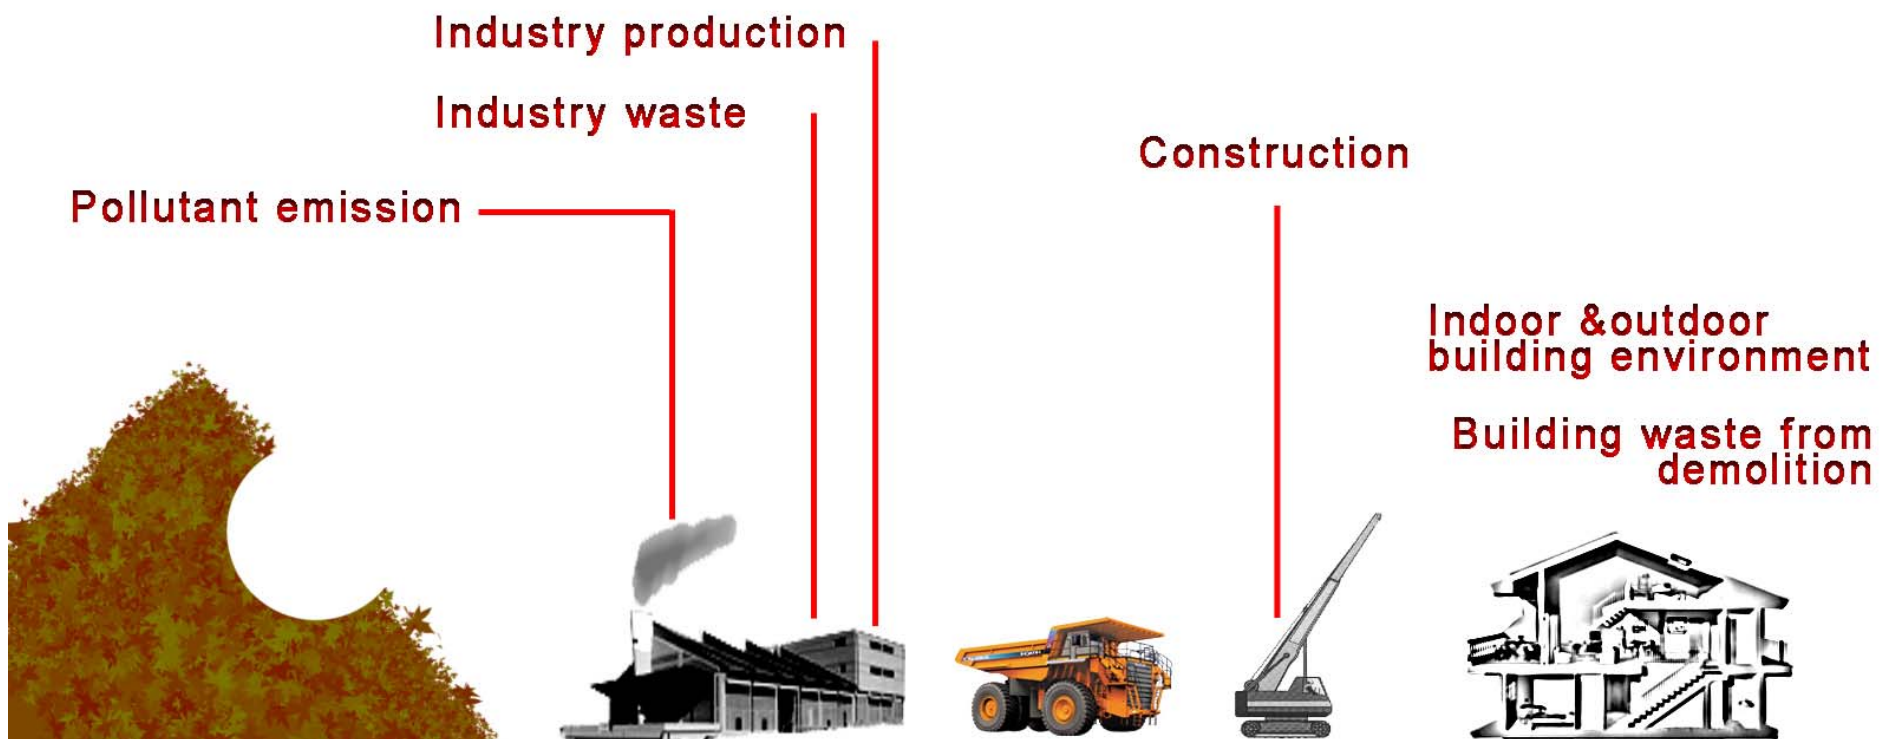 Industry production
Industry waste
Construction
Pollutant emission
Indoor &outdoor
building environment
Building waste from
demolition